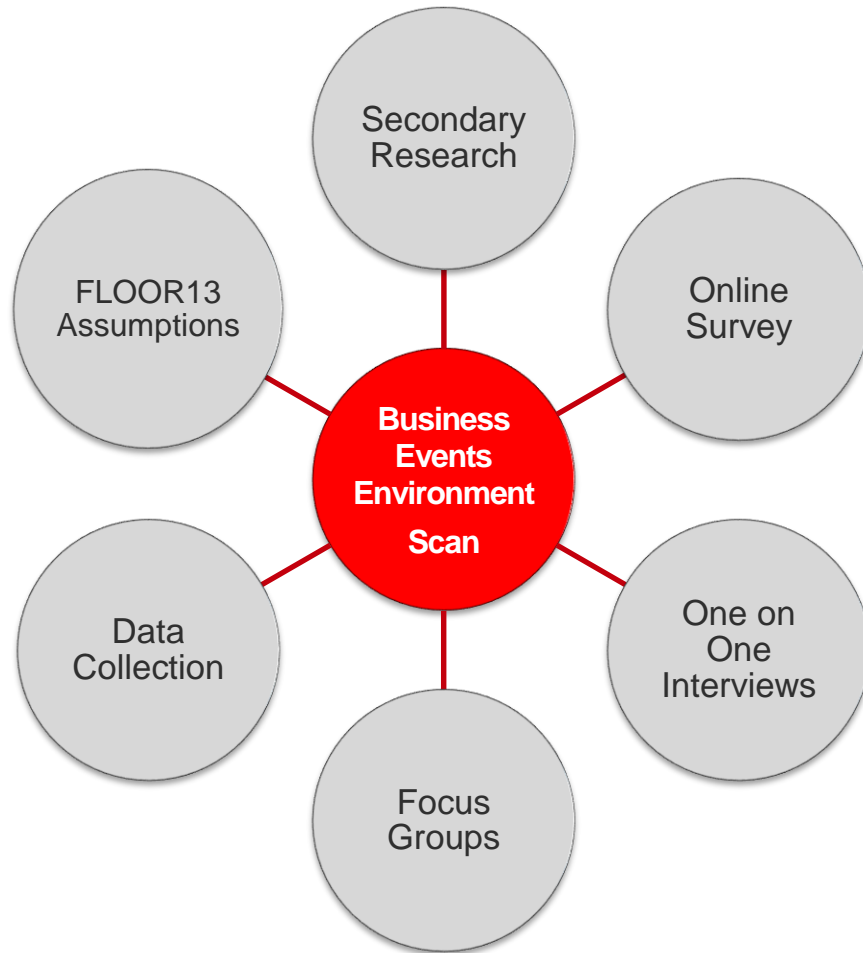 Secondary
Research
Online
Survey
One on
One
Interviews
Focus
Groups
Data
Collection
FLOOR13
Assumptions
Business
Events
Environment
Scan